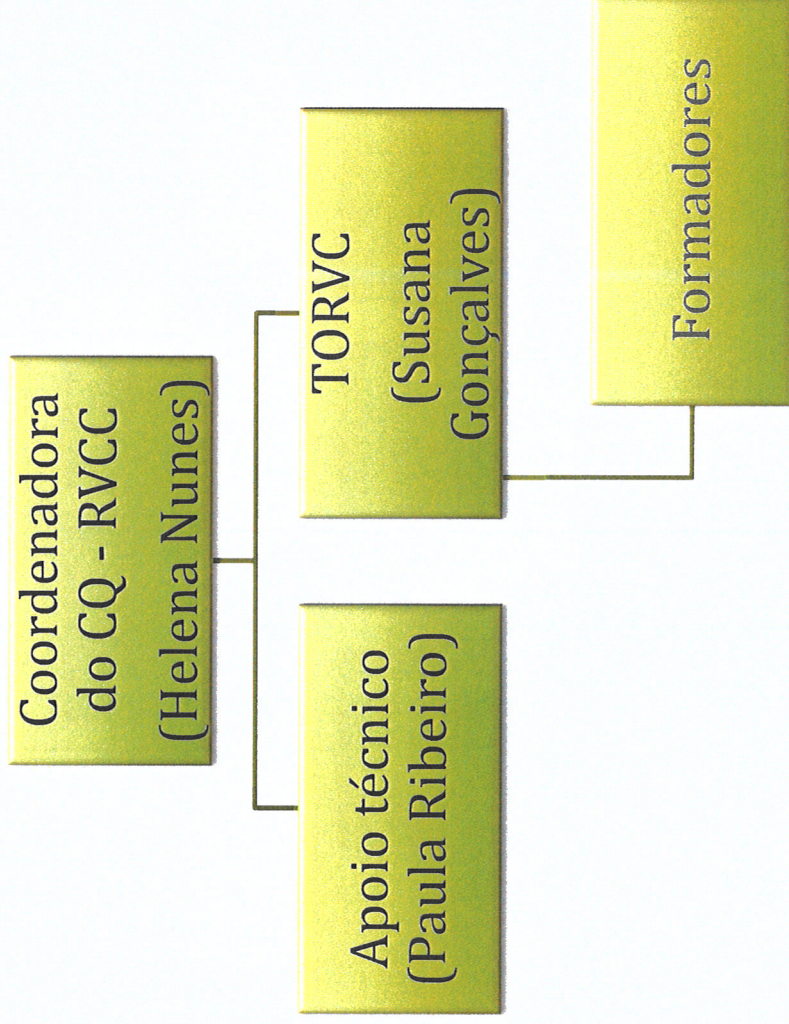 Coordenadora
do CQ - RVCC
(Helena Nunes)
Apoio técnico
(Paula Ribeiro)
TORVC
(Susana
Gonçalves)
Formadores